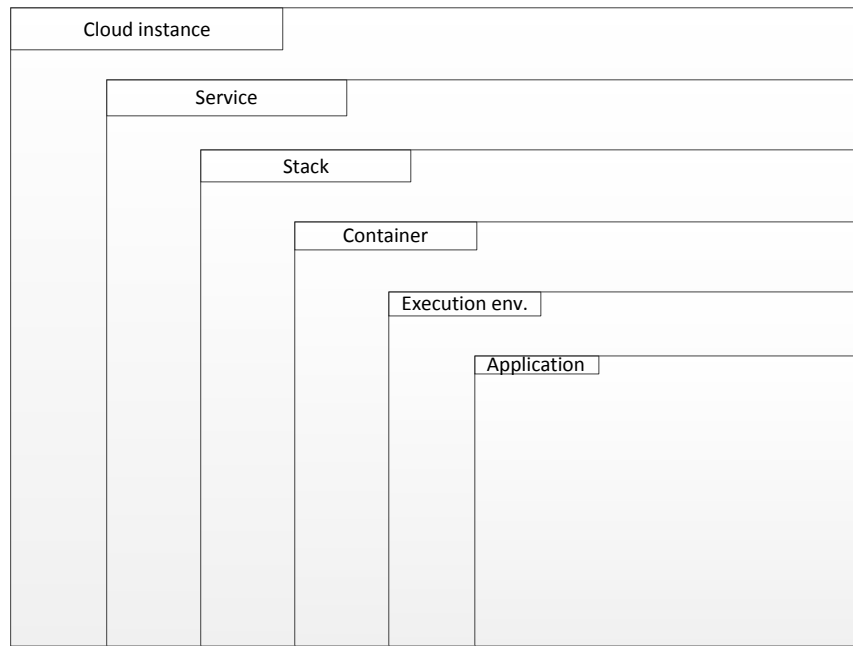 Cloud instance
Service
Stack
Container
Execution env.
Application